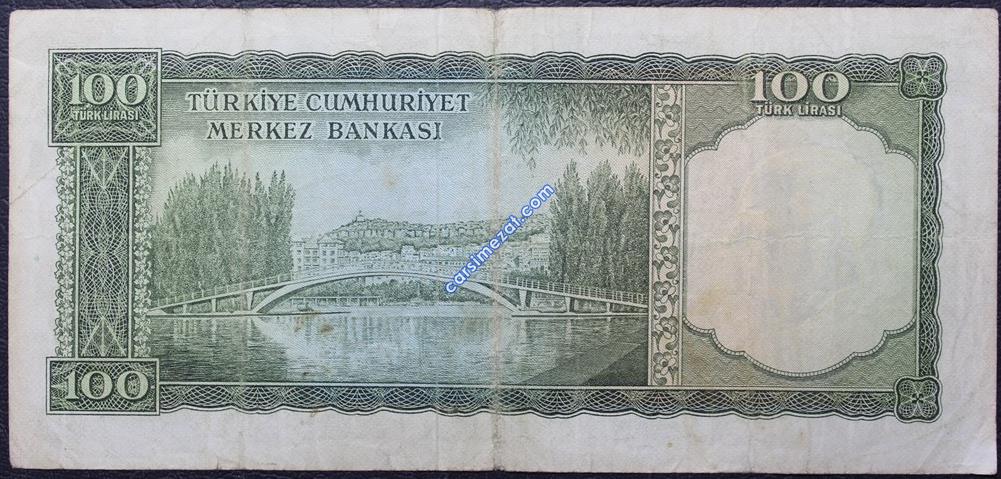 100
TÜRK LİRASI
TÜRKİYE CUMHURİYET
MERKEZ BANKASI
100
TÜRK LİRASI
carsimezat.com
100